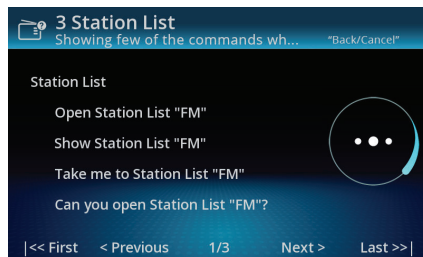 3 Station List
Showing few of the commands wh... "Back/Cancel"
Station List
Open Station List "FM"
Show Station List "FM"
Take me to Station List "FM"
Can you open Station List "FM"?
|<< First < Previous 1/3 Next > Last >>|